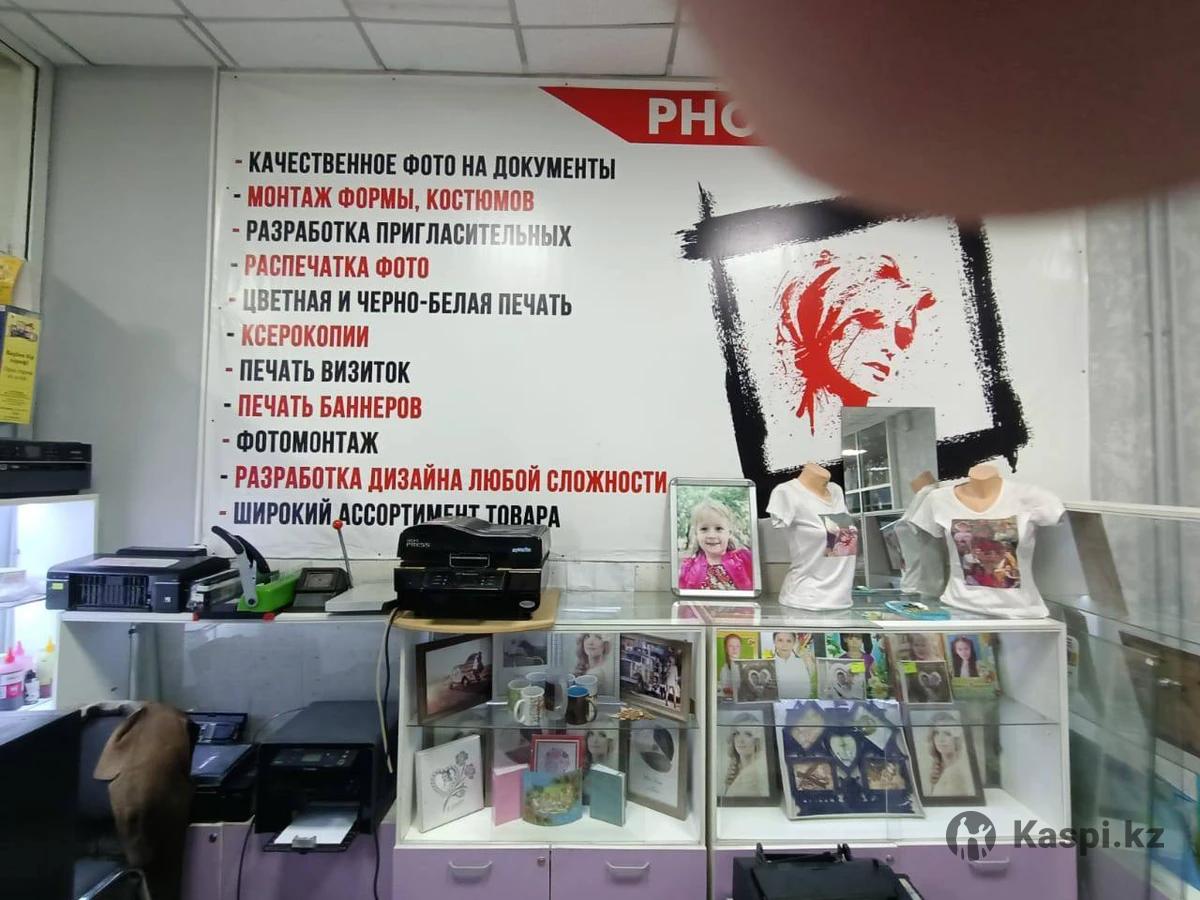 PHO
- КАЧЕСТВЕННОЕ ФОТО НА ДОКУМЕНТЫ
- МОНТАЖ ФОРМЫ, КОСТЮМОВ
- РАЗРАБОТКА ПРИГЛАСИТЕЛЬНЫХ
- РАСПЕЧАТКА ФОТО
- ЦВЕТНАЯ И ЧЕРНО-БЕЛАЯ ПЕЧАТЬ
- КСЕРОКОПИИ
- ПЕЧАТЬ ВИЗИТОК
- ПЕЧАТЬ БАННЕРОВ
- ФОТОМОНТАЖ
- РАЗРАБОТКА ДИЗАЙНА ЛЮБОЙ СЛОЖНОСТИ
- ШИРОКИЙ АССОРТИМЕНТ ТОВАРА
PRESS
Kaspi.kz